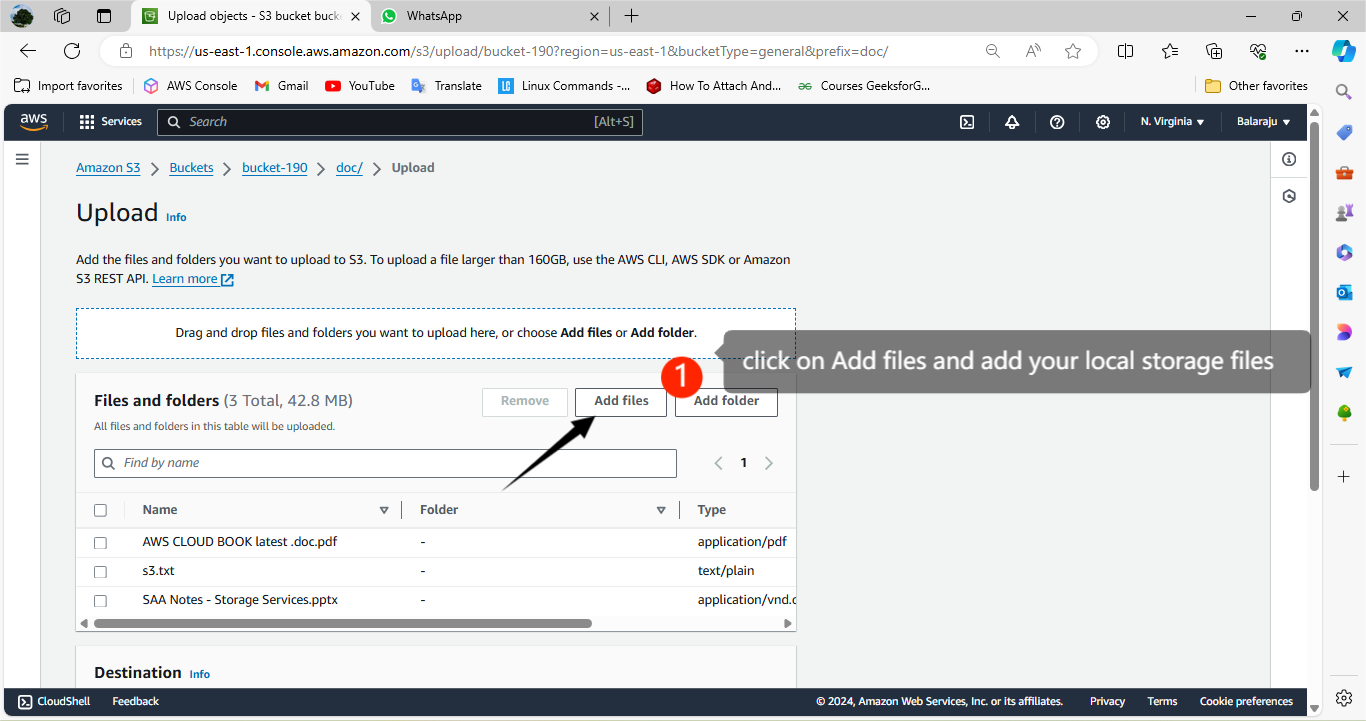 Upload objects - S3 bucket bucke
WhatsApp
https://us-east-1.console.aws.amazon.com/s3/upload/bucket-190?region=us-east-1&bucketType=general&prefix=doc/
Import favorites
AWS Console
Gmail
YouTube
Translate
LC
Linux Commands -...
How To Attach And...
Courses GeeksforG...
Other favorites
aws
Services
Search
[Alt+S]
N. Virginia
Balaraju
Amazon S3
Buckets
bucket-190
doc/
Upload
Upload Info
Add the files and folders you want to upload to S3. To upload a file larger than 160GB, use the AWS CLI, AWS SDK or Amazon
S3 REST API. Learn more
Drag and drop files and folders you want to upload here, or choose Add files or Add folder.
click on Add files and add your local storage files
1
Files and folders (3 Total, 42.8 MB)
Remove
Add files
Add folder
All files and folders in this table will be uploaded.
Find by name
1
Name
Folder
Type
AWS CLOUD BOOK latest .doc.pdf
-
application/pdf
s3.txt
-
text/plain
SAA Notes - Storage Services.pptx
-
application/vnd.o
Destination Info
CloudShell
Feedback
© 2024, Amazon Web Services, Inc. or its affiliates.
Privacy
Terms
Cookie preferences